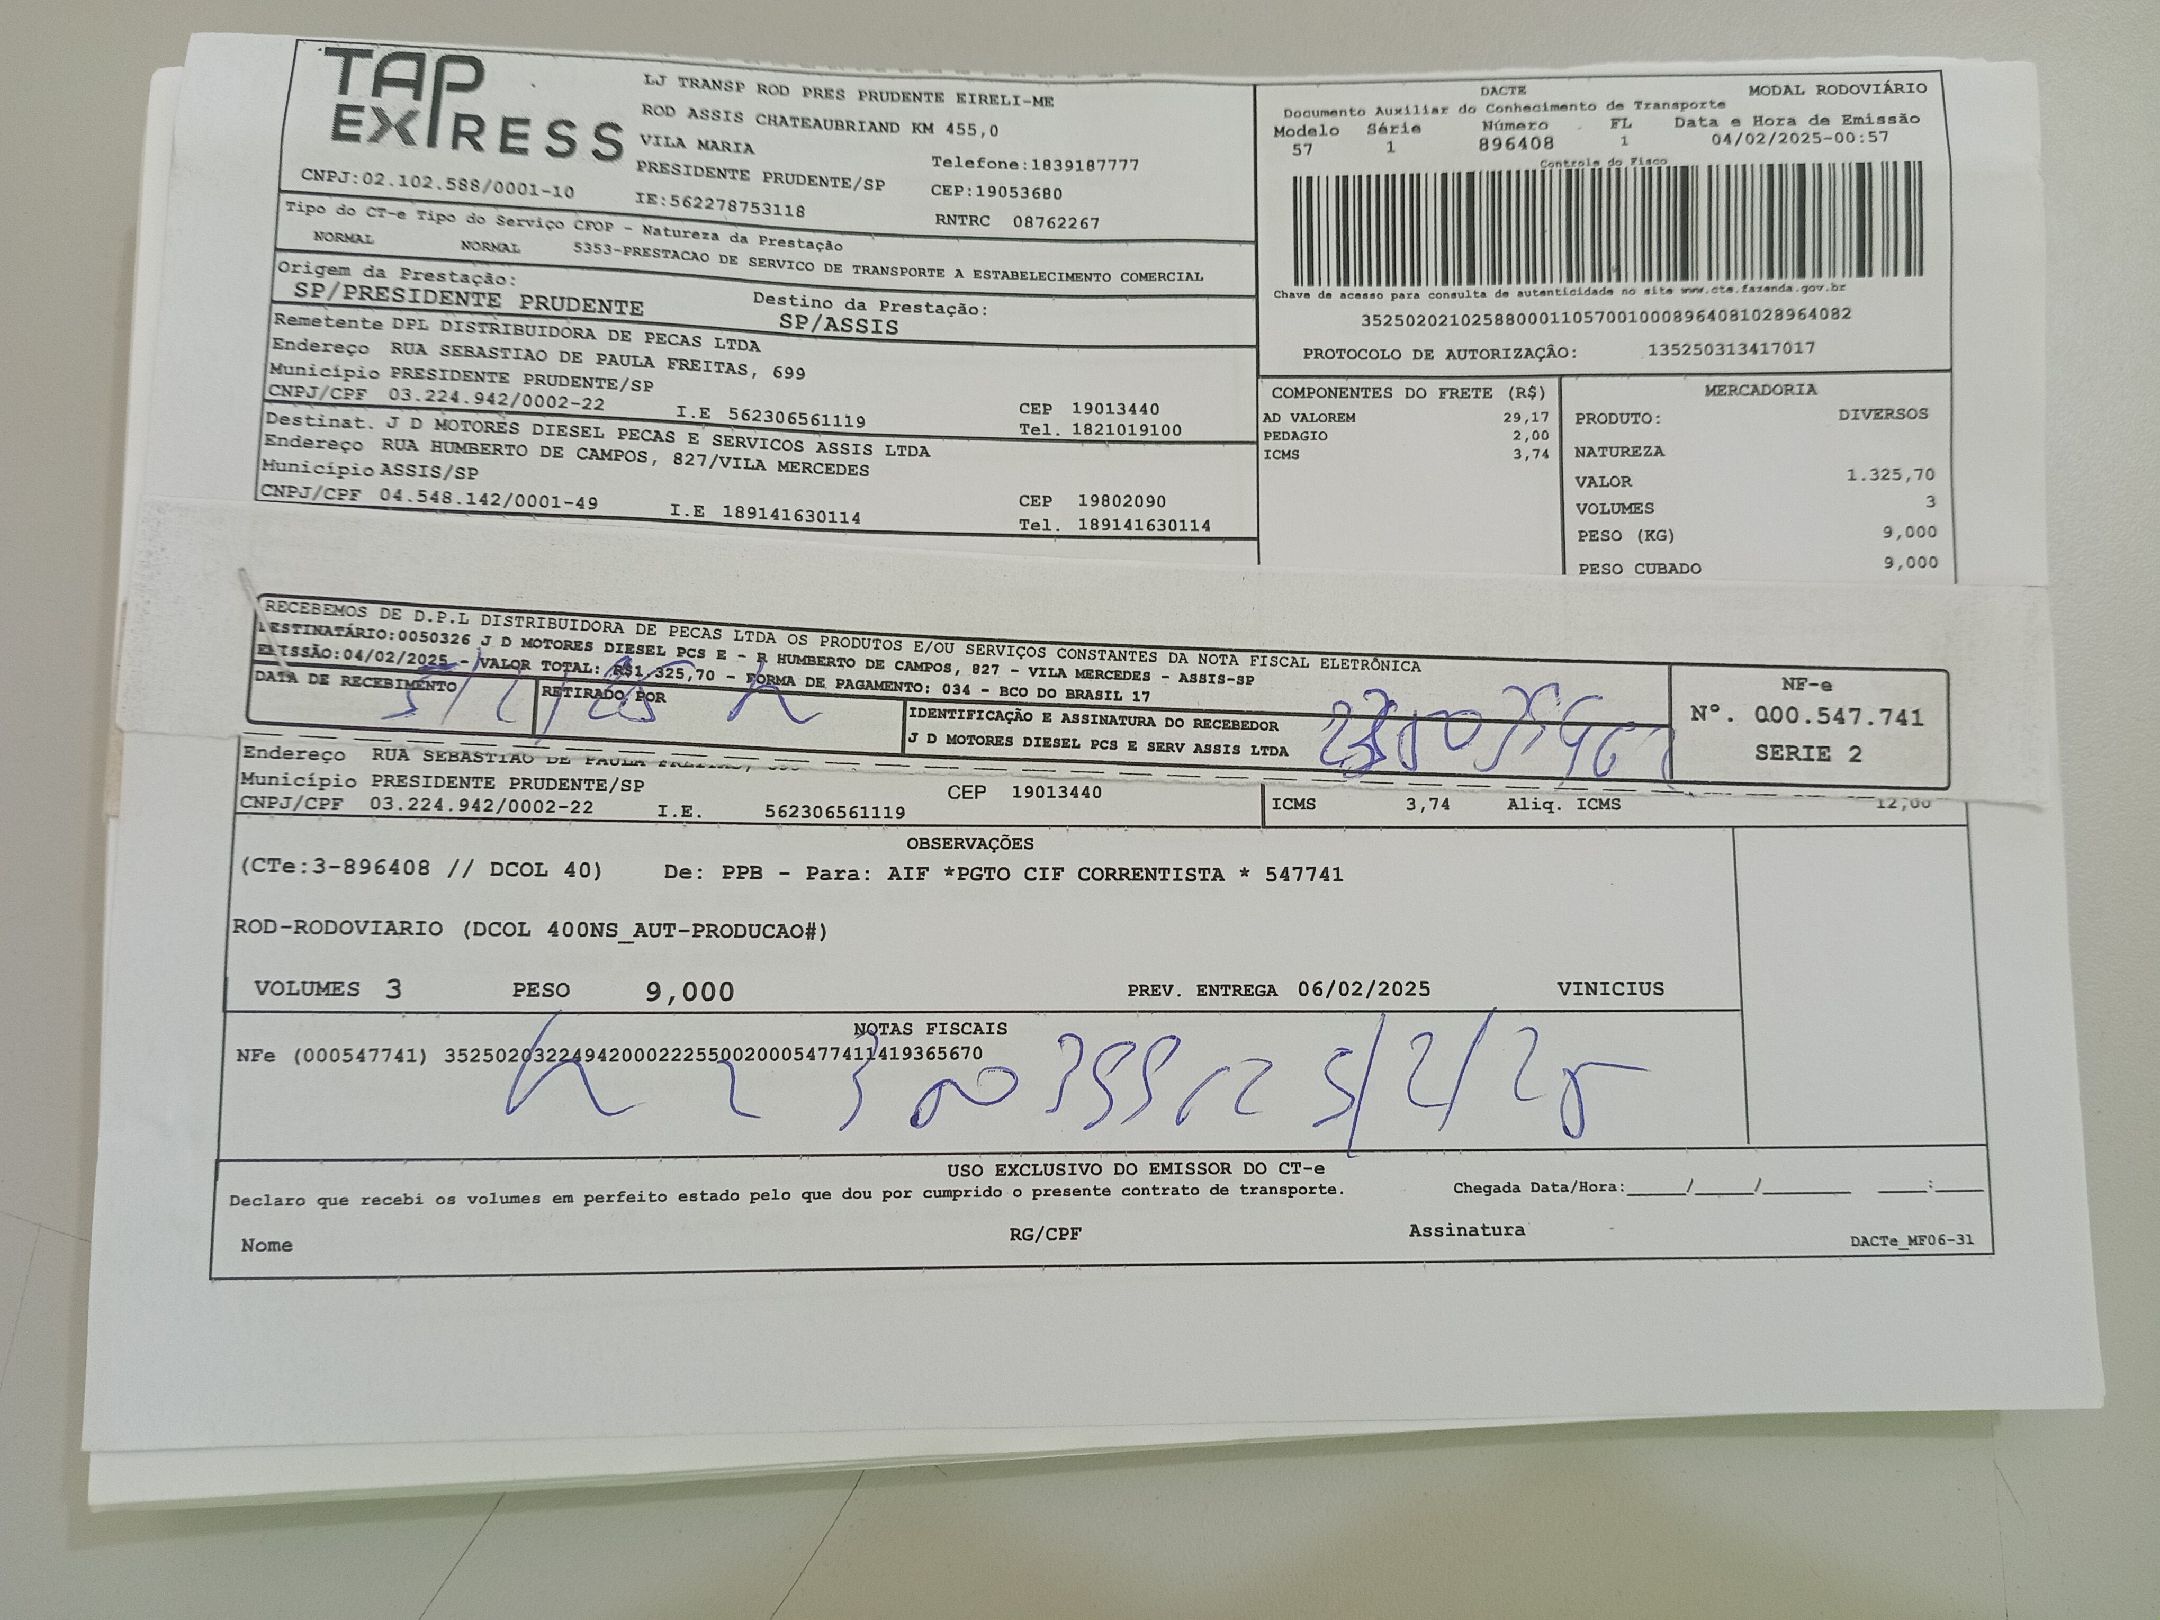 TAP EXPRESS
LJ TRANSP ROD PRES PRUDENTE EIRELI-ME
ROD ASSIS CHATEAUBRIAND KM 455,0
VILA MARIA
Telefone:1839187777
PRESIDENTE PRUDENTE/SP CEP:19053680
CNPJ:02.102.588/0001-10 IE:562278753118 RNTRC 08762267
Tipo do CT-e Tipo do Serviço CFOP - Natureza da Prestação
NORMAL NORMAL 5353-PRESTACAO DE SERVICO DE TRANSPORTE A ESTABELECIMENTO COMERCIAL
Origem da Prestação: Destino da Prestação:
SP/PRESIDENTE PRUDENTE SP/ASSIS
Remetente DPL DISTRIBUIDORA DE PECAS LTDA
Endereço RUA SEBASTIAO DE PAULA FREITAS, 699
Município PRESIDENTE PRUDENTE/SP CEP 19013440
CNPJ/CPF 03.224.942/0002-22 I.E 562306561119 Tel. 1821019100
Destinat. J D MOTORES DIESEL PECAS E SERVICOS ASSIS LTDA
Endereço RUA HUMBERTO DE CAMPOS, 827/VILA MERCEDES
Município ASSIS/SP CEP 19802090
CNPJ/CPF 04.548.142/0001-49 I.E 189141630114 Tel. 189141630114
DACTE MODAL RODOVIÁRIO
Documento Auxiliar do Conhecimento de Transporte
Modelo Série Número FL Data e Hora de Emissão
57 1 896408 1 04/02/2025-00:57
Controle do Fisco
Chave de acesso para consulta de autenticidade no site www.cte.fazenda.gov.br
35250202102588000110570010008964081028964082
PROTOCOLO DE AUTORIZAÇÃO: 135250313417017
COMPONENTES DO FRETE (R$)
AD VALOREM 29,17
PEDAGIO 2,00
ICMS 3,74
MERCADORIA
PRODUTO: DIVERSOS
NATUREZA
VALOR 1.325,70
VOLUMES 3
PESO (KG) 9,000
PESO CUBADO 9,000
RECEBEMOS DE D.P.L DISTRIBUIDORA DE PECAS LTDA OS PRODUTOS E/OU SERVIÇOS CONSTANTES DA NOTA FISCAL ELETRÔNICA
DESTINATÁRIO:0050326 J D MOTORES DIESEL PCS E - R HUMBERTO DE CAMPOS, 827 - VILA MERCEDES - ASSIS-SP
EMISSÃO:04/02/2025 - VALOR TOTAL: R$1.325,70 - FORMA DE PAGAMENTO: 034 - BCO DO BRASIL 17
DATA DE RECEBIMENTO RETIRADO POR
5/2/25
IDENTIFICAÇÃO E ASSINATURA DO RECEBEDOR
J D MOTORES DIESEL PCS E SERV ASSIS LTDA
NF-e
Nº. 000.547.741
SERIE 2
Endereço RUA SEBASTIAO DE PAULA
Município PRESIDENTE PRUDENTE/SP CEP 19013440
CNPJ/CPF 03.224.942/0002-22 I.E. 562306561119
ICMS 3,74 Aliq. ICMS 12,00
OBSERVAÇÕES
(CTe:3-896408 // DCOL 40) De: PPB - Para: AIF *PGTO CIF CORRENTISTA * 547741
ROD-RODOVIARIO (DCOL 400NS_AUT-PRODUCAO#)
VOLUMES 3 PESO 9,000 PREV. ENTREGA 06/02/2025 VINICIUS
NOTAS FISCAIS
NFe (000547741) 35250203224942000222550020005477411419365670
5/2/25
USO EXCLUSIVO DO EMISSOR DO CT-e
Declaro que recebi os volumes em perfeito estado pelo que dou por cumprido o presente contrato de transporte. Chegada Data/Hora:_____/_____/________ ____:____
Nome RG/CPF Assinatura
DACTe_MF06-31